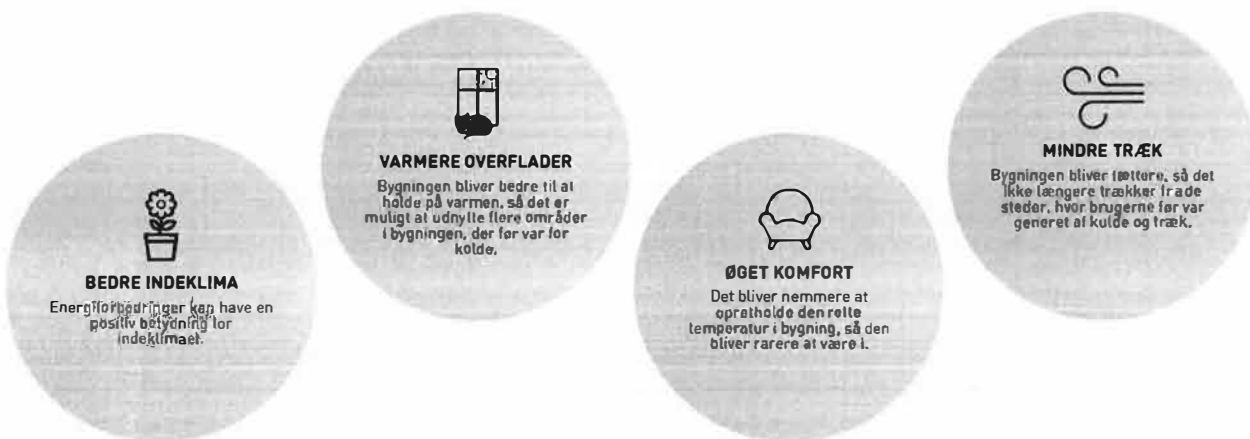 BEDRE INDEKLIMA
Energiforbedringer kan have en
positiv betydning for
indeklimaet.
VARMERE OVERFLADER
Bygningen bliver bedre til at
holde på varmen, så det er
muligt at udnytte flere områder
i bygningen, der før var for
kolde.
ØGET KOMFORT
Det bliver nemmere at
opretholde den rette
temperatur i bygning, så den
bliver rarere at være i.
MINDRE TRÆK
Bygningen bliver tættere, så det
ikke længere trækker fra de
steder, hvor brugerne før var
generet af kulde og træk.